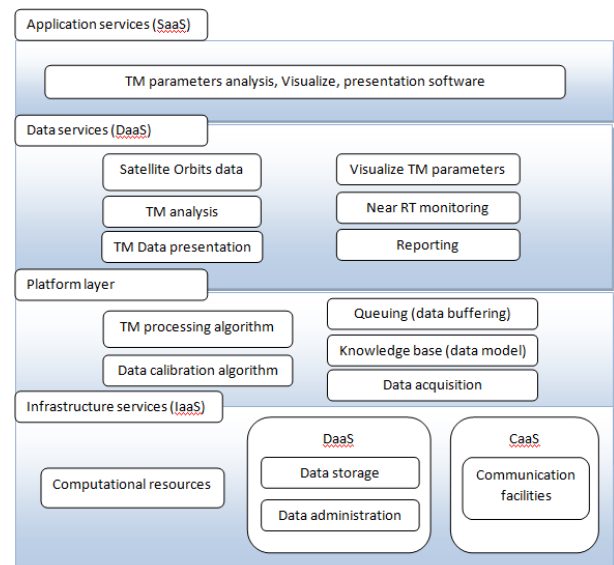 Application services (SaaS)
TM parameters analysis, Visualize, presentation software
Data services (DaaS)
Satellite Orbits data
TM analysis
TM Data presentation
Visualize TM parameters
Near RT monitoring
Reporting
Platform layer
TM processing algorithm
Data calibration algorithm
Queuing (data buffering)
Knowledge base (data model)
Data acquisition
Infrastructure services (IaaS)
Computational resources
DaaS
Data storage
Data administration
CaaS
Communication
facilities